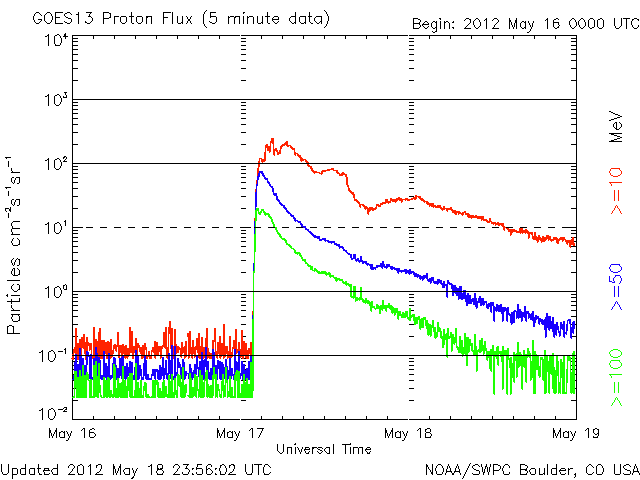 GOES13 Proton Flux (5 minute data)
Begin: 2012 May 16 0000 UTC
Particles cm⁻²s⁻¹sr⁻¹
10⁴
10³
10²
10¹
10⁰
10⁻¹
10⁻²
May 16
May 17
May 18
May 19
Universal Time
MeV
>=10
>=50
>=100
Updated 2012 May 18 23:56:02 UTC
NOAA/SWPC Boulder, CO USA